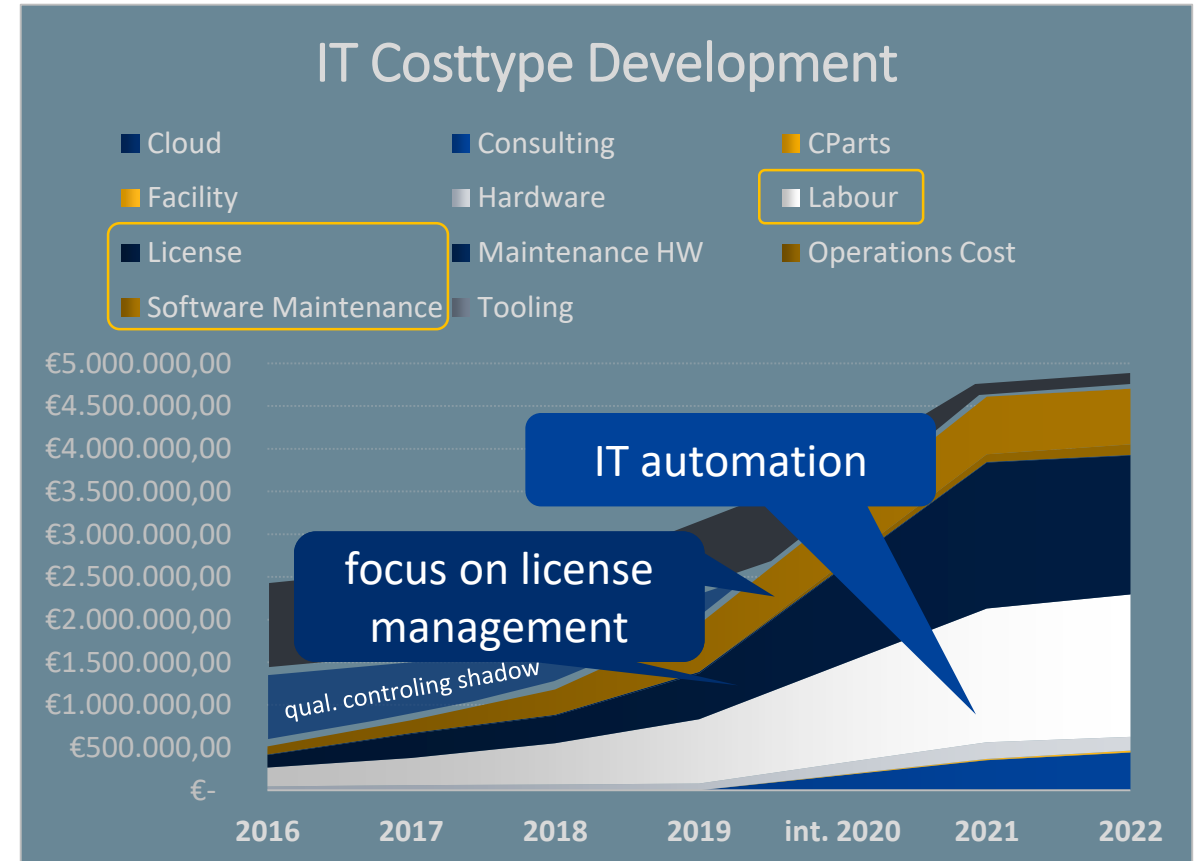 IT Costtype Development
Cloud Consulting CParts
Facility Hardware Labour
License Maintenance HW Operations Cost
Software Maintenance Tooling
€5.000.000,00
€4.500.000,00
€4.000.000,00
€3.500.000,00
€3.000.000,00
€2.500.000,00
€2.000.000,00
€1.500.000,00
€1.000.000,00
€500.000,00
€-
IT automation
focus on license
management
qual. controling shadow
2016 2017 2018 2019 int. 2020 2021 2022